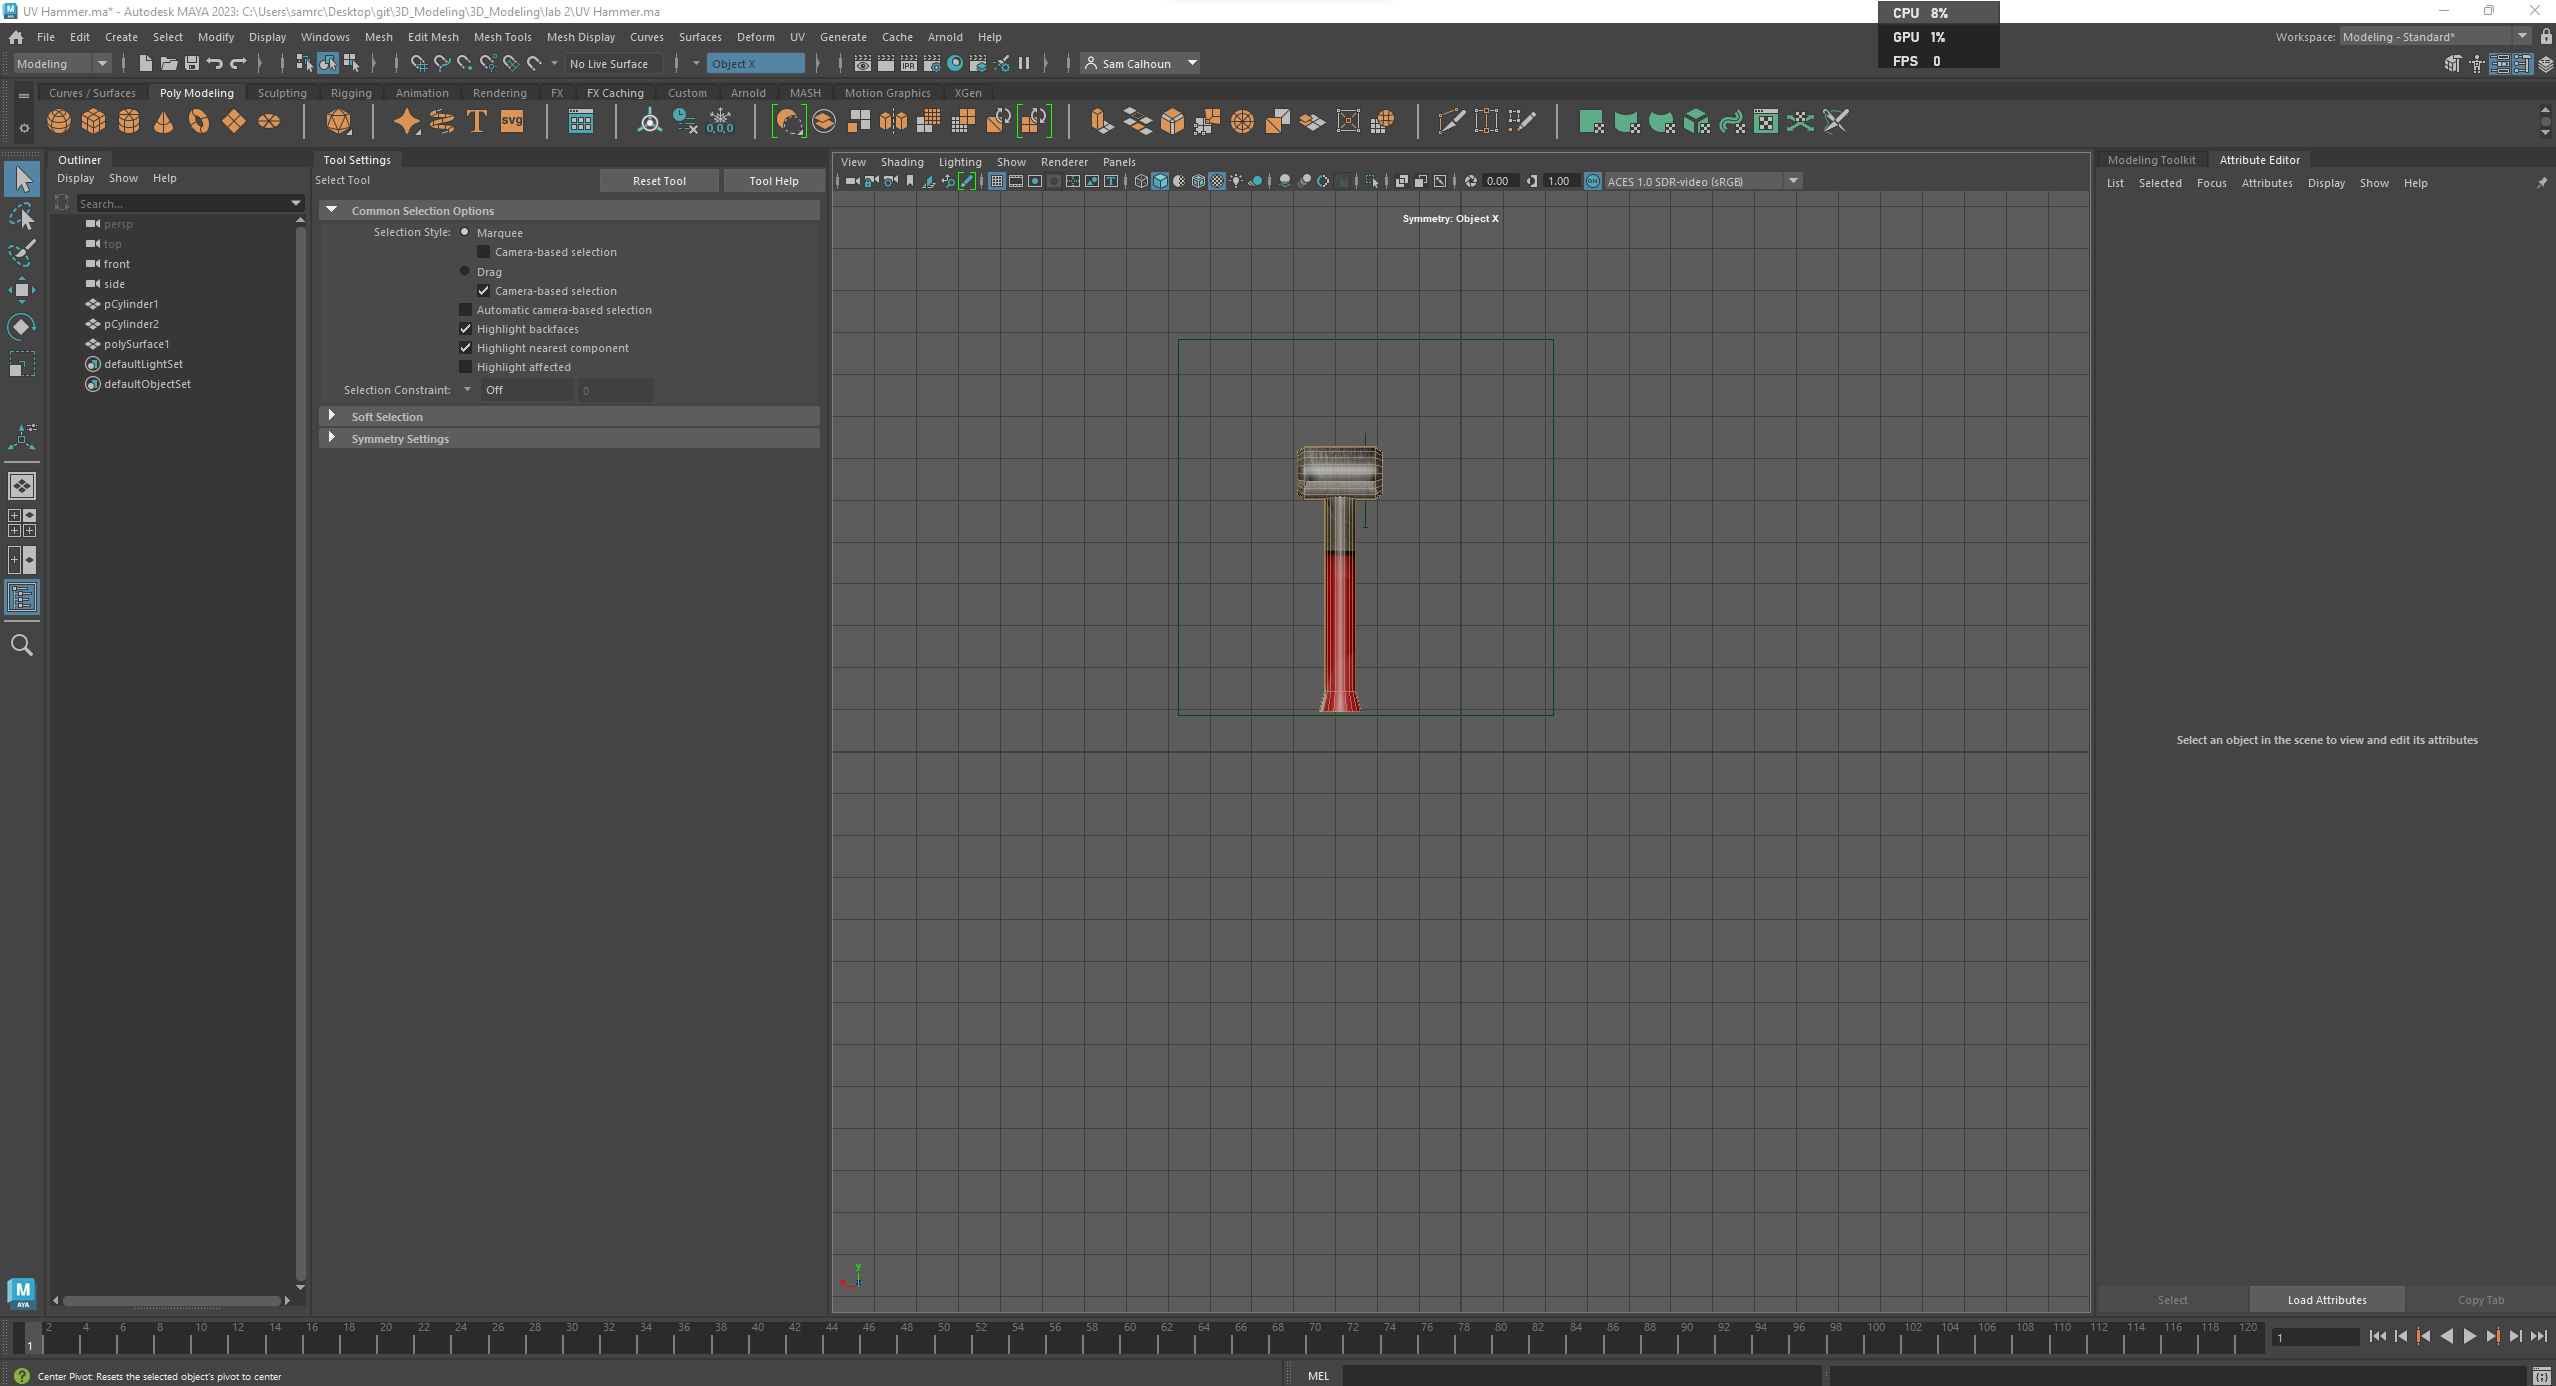 UV Hammer.ma* - Autodesk MAYA 2023: C:\Users\samrc\Desktop\git\3D_Modeling\3D_Modeling\lab 2\UV Hammer.ma
CPU 8%
GPU 1%
FPS 0
File Edit Create Select Modify Display Windows Mesh Edit Mesh Mesh Tools Mesh Display Curves Surfaces Deform UV Generate Cache Arnold Help
Workspace: Modeling - Standard*
Modeling No Live Surface Object X IPR Sam Calhoun
Curves / Surfaces Poly Modeling Sculpting Rigging Animation Rendering FX FX Caching Custom Arnold MASH Motion Graphics XGen
T SVG 0,0,0
Outliner
Display Show Help
Search...
persp
top
front
side
pCylinder1
pCylinder2
polySurface1
defaultLightSet
defaultObjectSet
Tool Settings
Select Tool Reset Tool Tool Help
Common Selection Options
Selection Style: Marquee
Camera-based selection
Drag
Camera-based selection
Automatic camera-based selection
Highlight backfaces
Highlight nearest component
Highlight affected
Selection Constraint: Off 0
Soft Selection
Symmetry Settings
View Shading Lighting Show Renderer Panels
0.00 1.00 ON ACES 1.0 SDR-video (sRGB)
Symmetry: Object X
y
x
Modeling Toolkit Attribute Editor
List Selected Focus Attributes Display Show Help
Select an object in the scene to view and edit its attributes
Select Load Attributes Copy Tab
M
AYA
2 4 6 8 10 12 14 16 18 20 22 24 26 28 30 32 34 36 38 40 42 44 46 48 50 52 54 56 58 60 62 64 66 68 70 72 74 76 78 80 82 84 86 88 90 92 94 96 98 100 102 104 106 108 110 112 114 116 118 120
1 1
Center Pivot: Resets the selected object's pivot to center
MEL